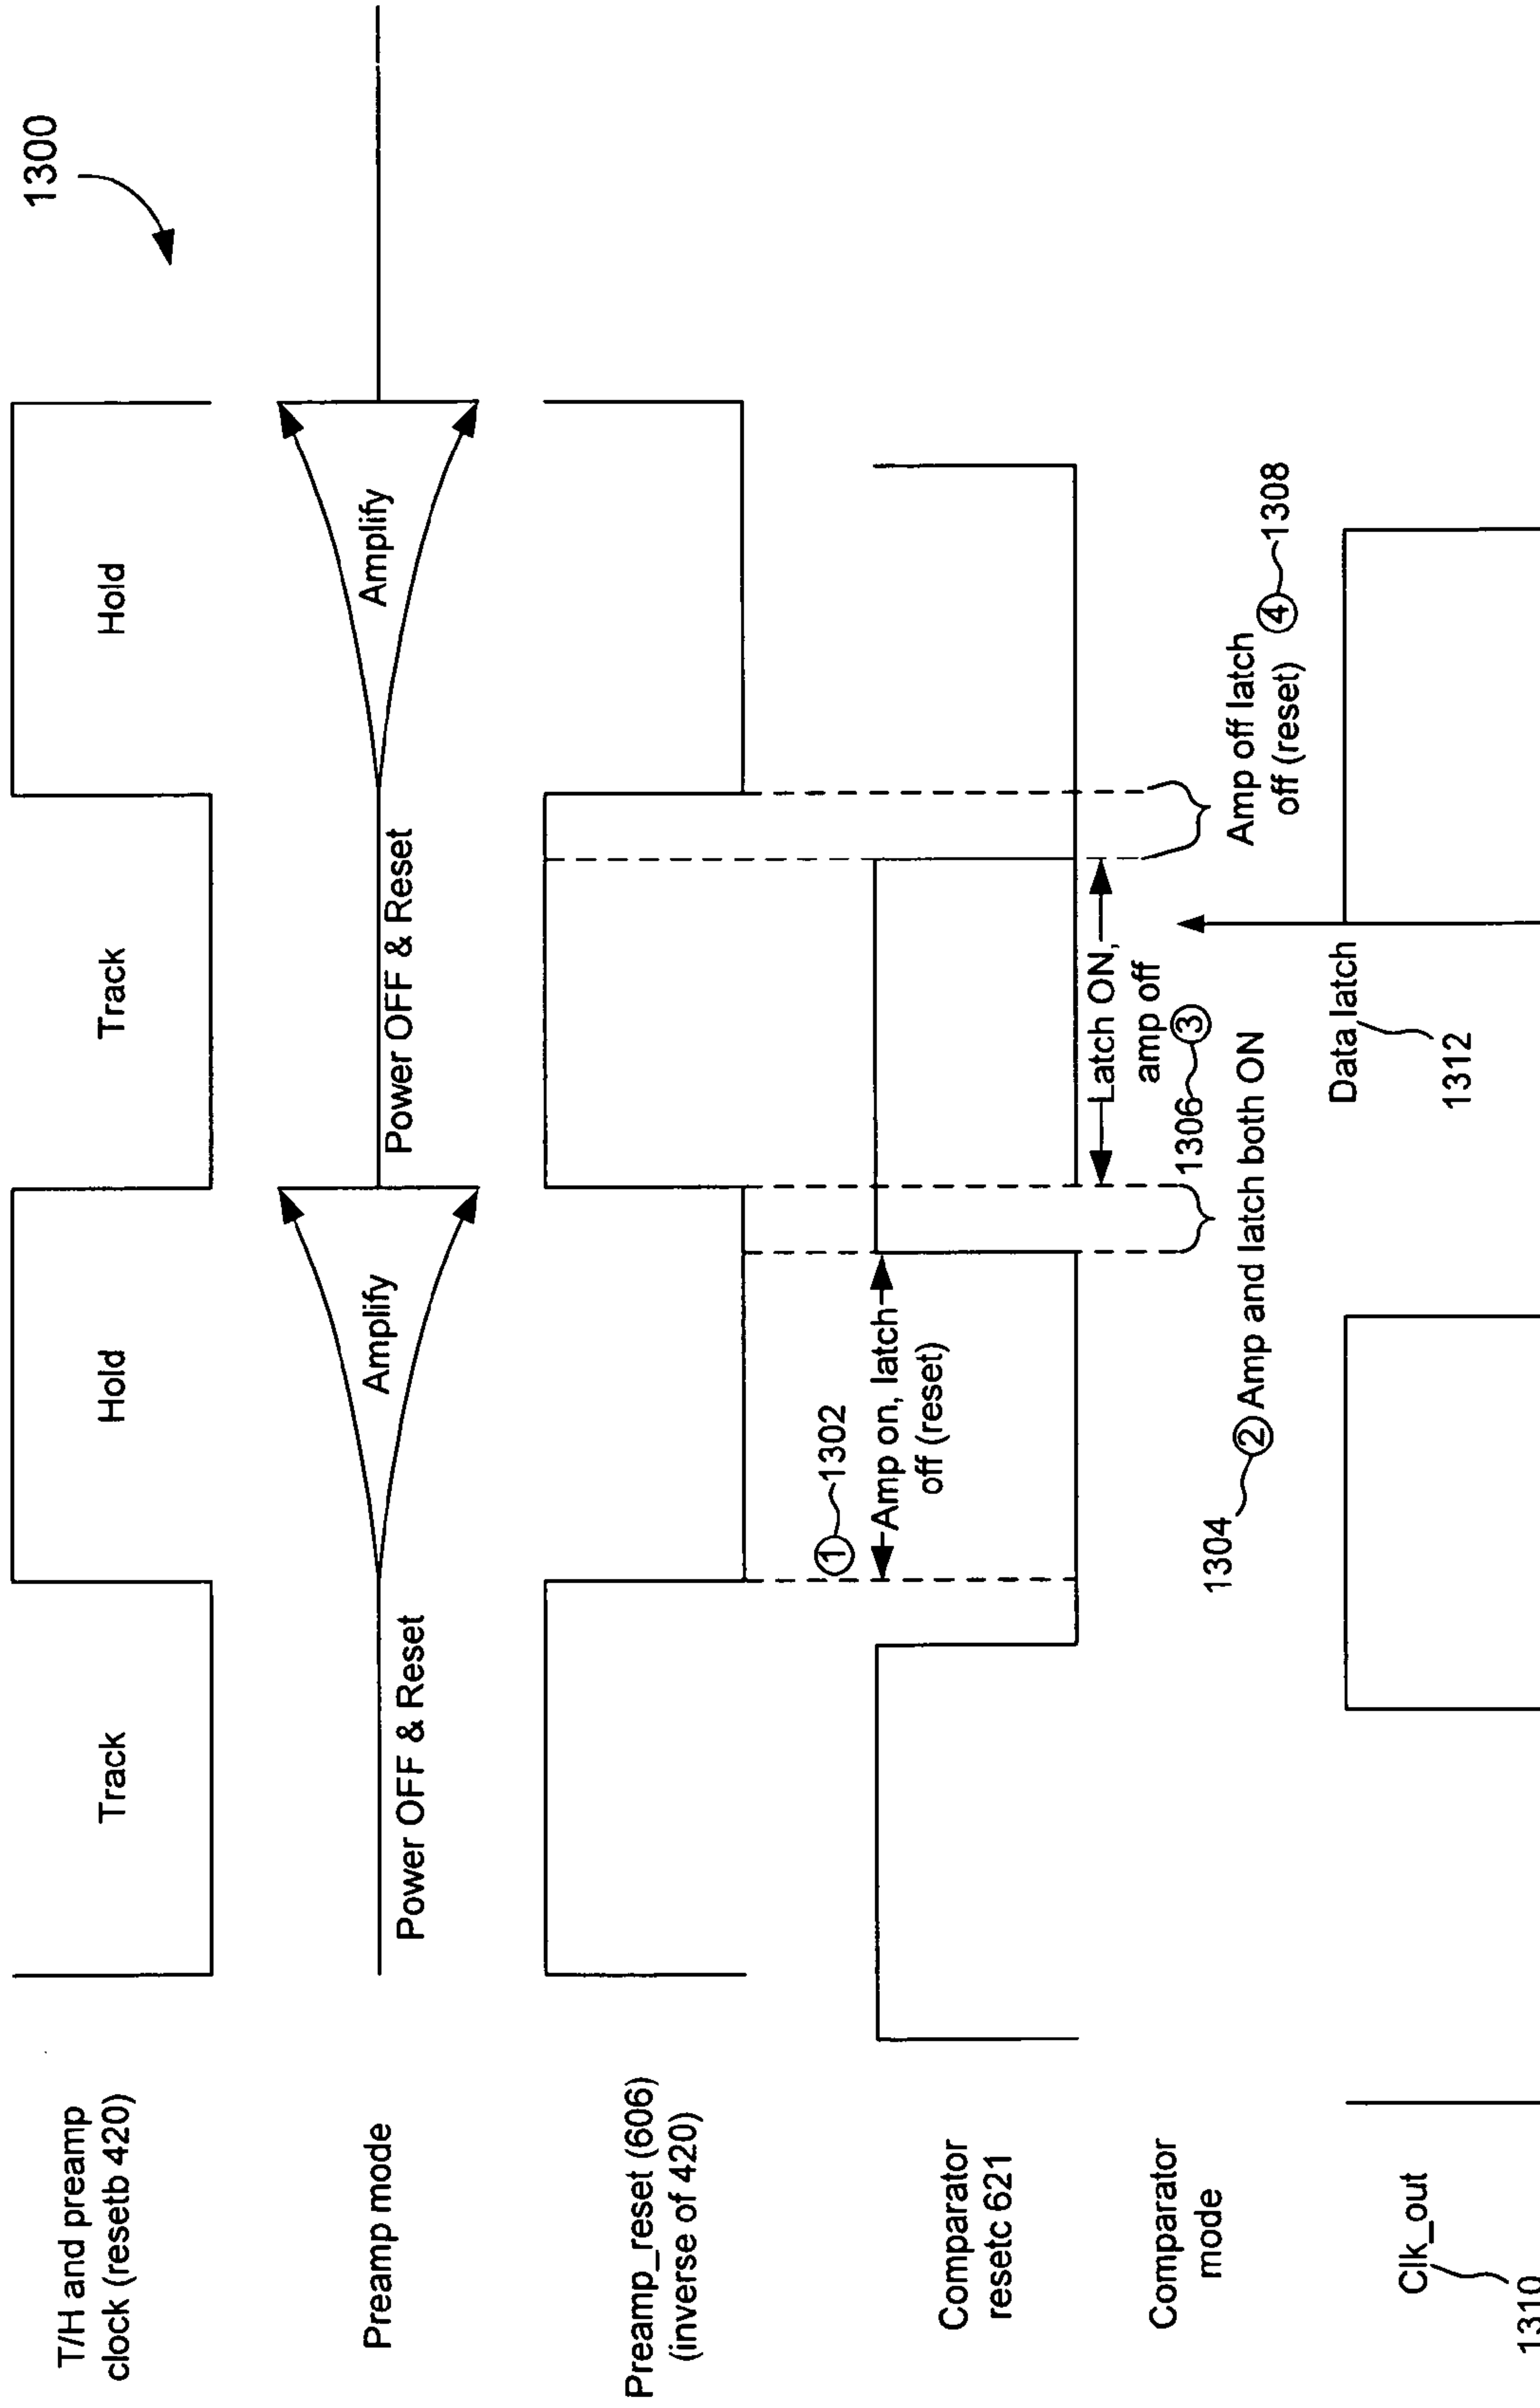 1300
T/H and preamp
clock (resetb 420)
Track
Hold
Track
Hold
Preamp mode
Power OFF & Reset
Amplify
Power OFF & Reset
Amplify
Preamp_reset (606)
(inverse of 420)
Comparator
resetc 621
1 1302
Amp on, latch
off (reset)
Comparator
mode
1304 2 Amp and latch both ON
Latch ON,
amp off
1306 3
Amp off latch
off (reset) 4 1308
Clk_out
1310
Data latch
1312